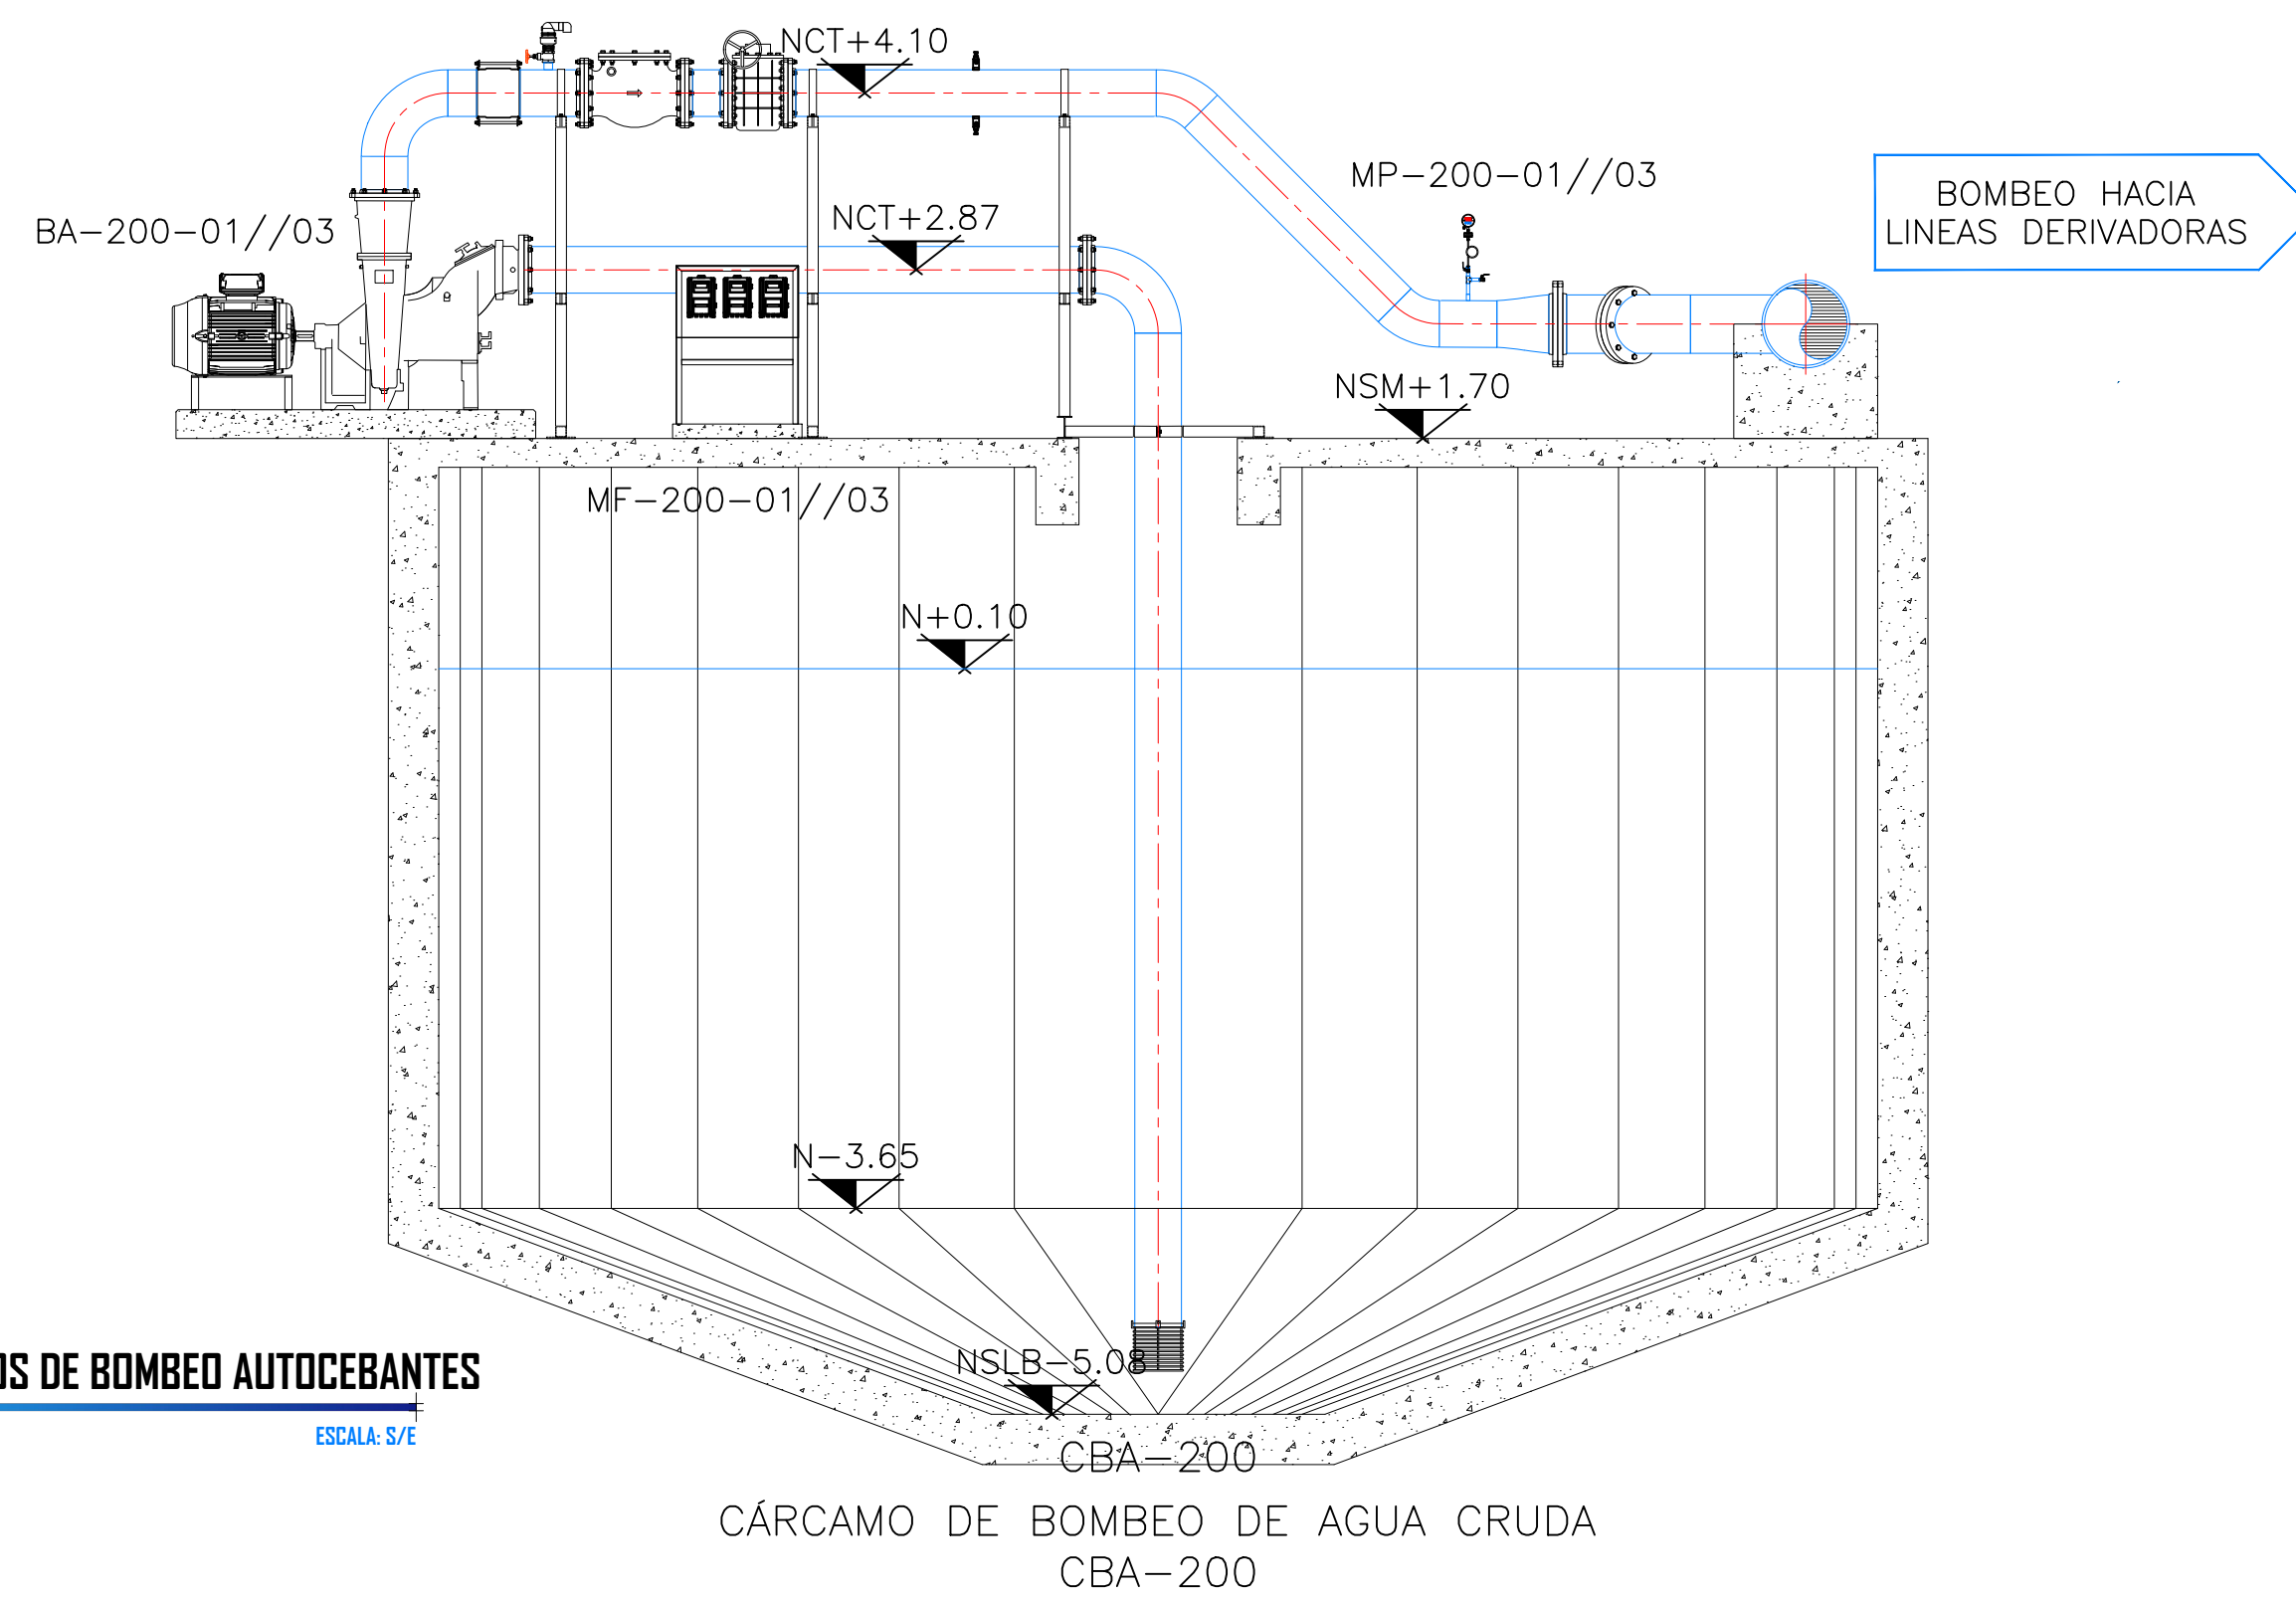 NCT+4.10
MP-200-01//03
BOMBEO HACIA
LINEAS DERIVADORAS
BA-200-01//03
NCT+2.87
NSM+1.70
MF-200-01//03
N+0.10
N-3.65
NSLB-5.08
OS DE BOMBEO AUTOCEBANTES
ESCALA: S/E
CBA-200
CÁRCAMO DE BOMBEO DE AGUA CRUDA
CBA-200